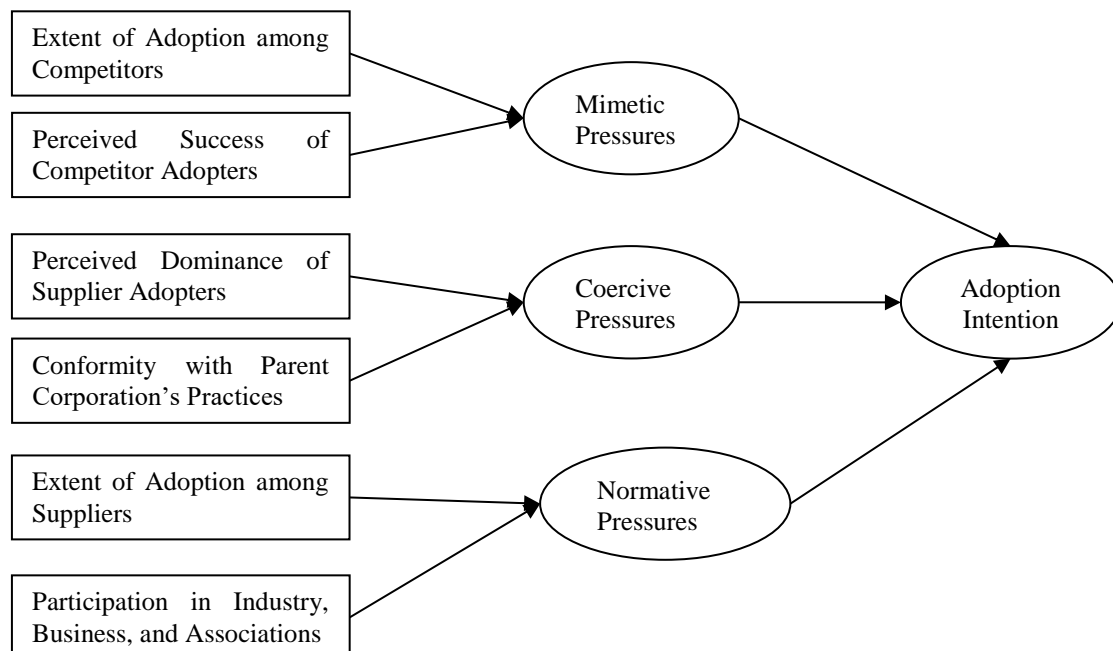 Extent of Adoption among
Competitors
Perceived Success of
Competitor Adopters
Perceived Dominance of
Supplier Adopters
Conformity with Parent
Corporation's Practices
Extent of Adoption among
Suppliers
Participation in Industry,
Business, and Associations
Mimetic
Pressures
Coercive
Pressures
Normative
Pressures
Adoption
Intention